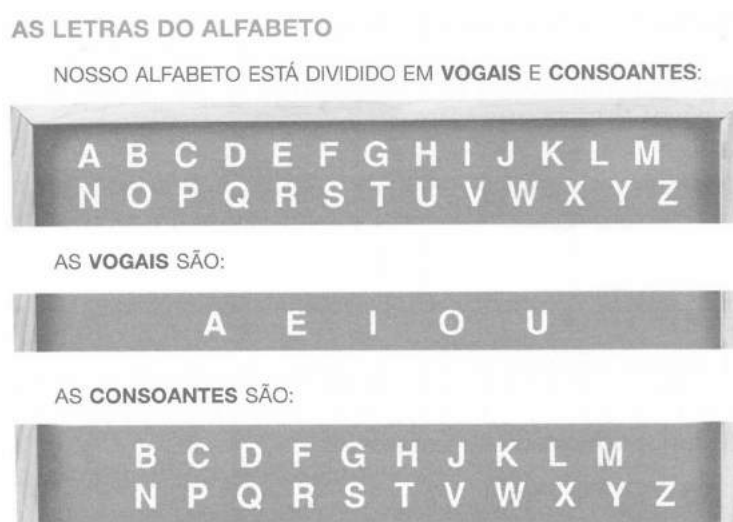 AS LETRAS DO ALFABETO
NOSSO ALFABETO ESTÁ DIVIDIDO EM VOGAIS E CONSOANTES:
A B C D E F G H I J K L M
N O P Q R S T U V W X Y Z
AS VOGAIS SÃO:
A E I O U
AS CONSOANTES SÃO:
B C D F G H J K L M
N P Q R S T V W X Y Z